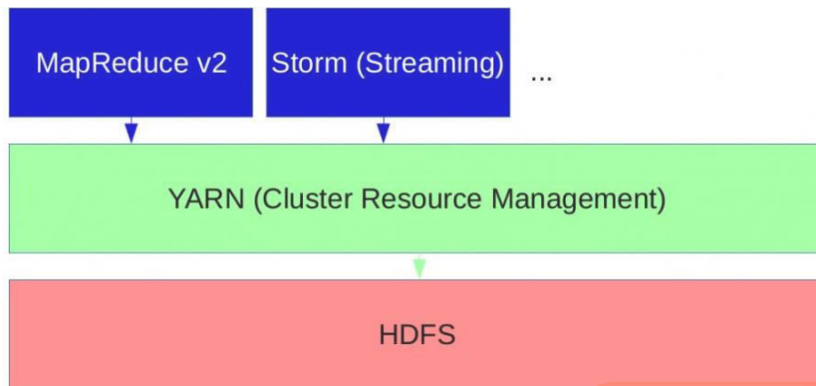 MapReduce v2
Storm (Streaming)
...
YARN (Cluster Resource Management)
HDFS